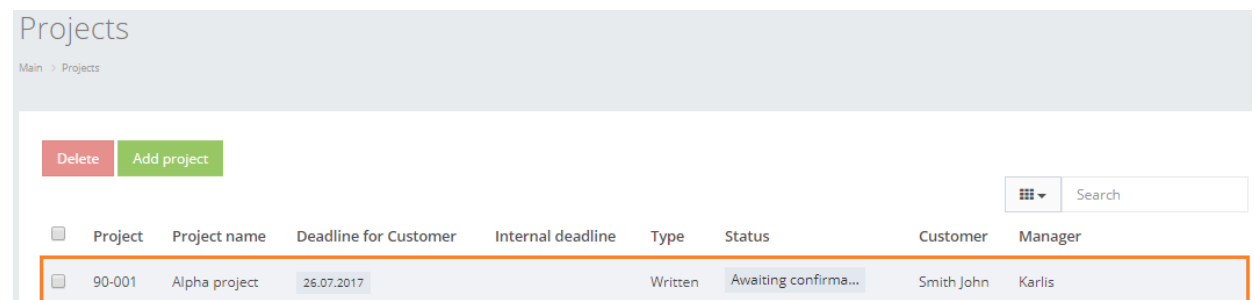 Projects
Main > Projects
Delete Add project
Search
Project Project name Deadline for Customer Internal deadline Type Status Customer Manager
90-001 Alpha project 26.07.2017 Written Awaiting confirma... Smith John Karlis